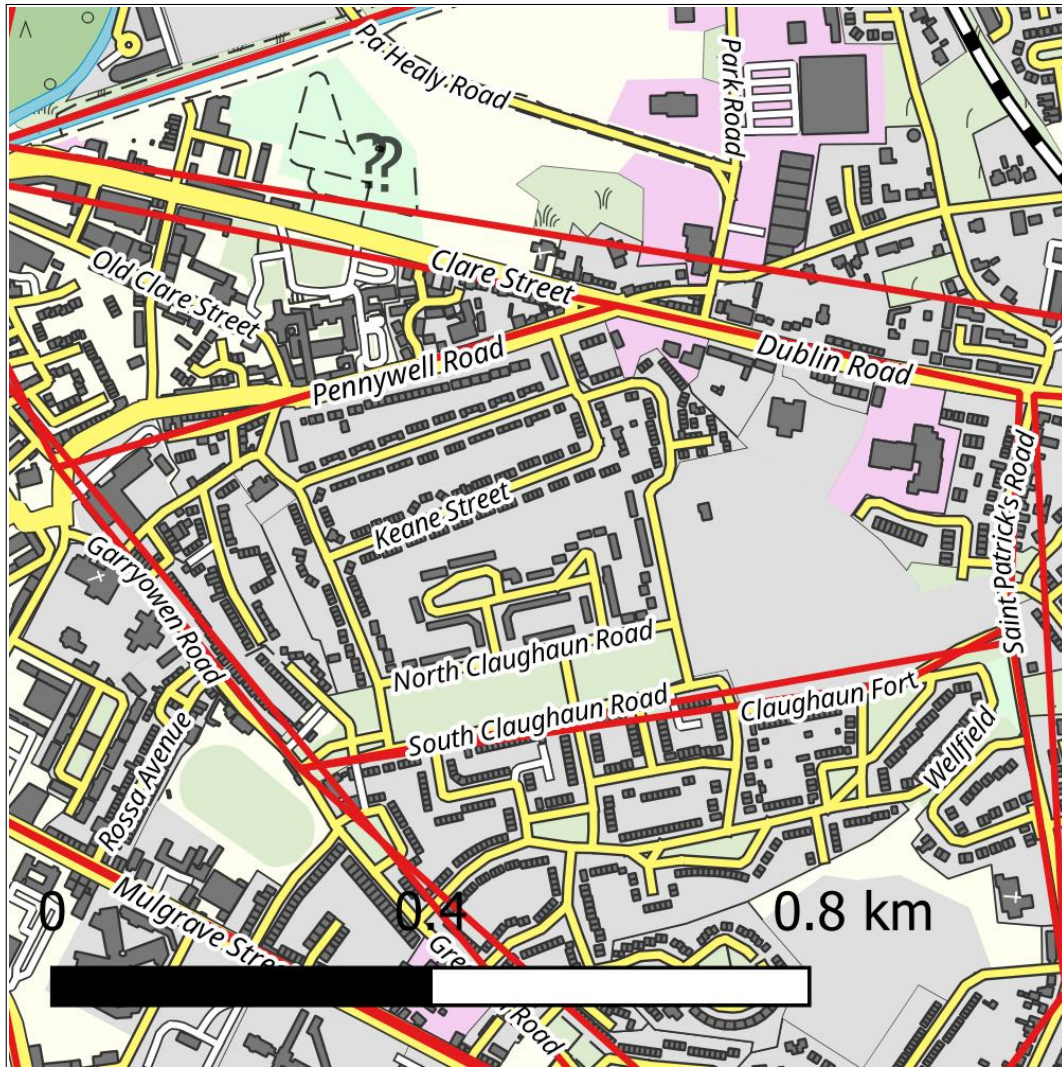 Pa Healy Road
Park Road
??
Clare Street
Old Clare Street
Dublin Road
Pennywell Road
Saint Patrick's Road
Keane Street
Garryowen Road
North Claughaun Road
South Claughaun Road
Claughaun Fort
Wellfield
Rossa Avenue
Mulgrave Street
0 0.4 0.8 km
Road